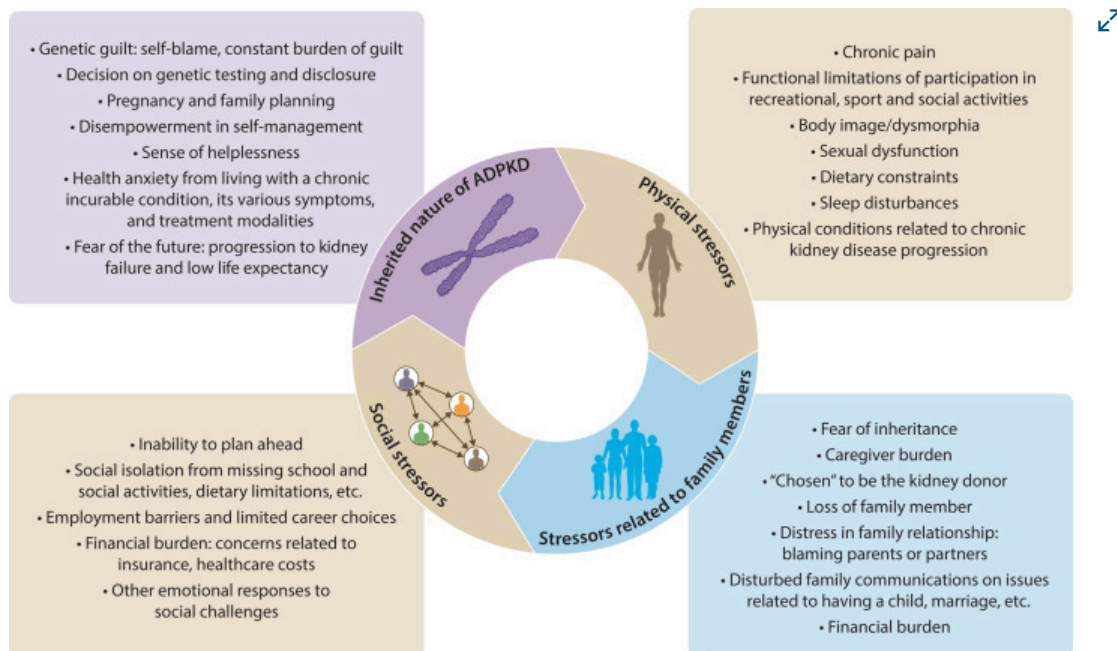 • Genetic guilt: self-blame, constant burden of guilt
• Decision on genetic testing and disclosure
• Pregnancy and family planning
• Disempowerment in self-management
• Sense of helplessness
• Health anxiety from living with a chronic
incurable condition, its various symptoms,
and treatment modalities
• Fear of the future: progression to kidney
failure and low life expectancy
• Chronic pain
• Functional limitations of participation in
recreational, sport and social activities
• Body image/dysmorphia
• Sexual dysfunction
• Dietary constraints
• Sleep disturbances
• Physical conditions related to chronic
kidney disease progression
Inherited nature of ADPKD
Physical stressors
Social stressors
Stressors related to family members
• Inability to plan ahead
• Social isolation from missing school and
social activities, dietary limitations, etc.
• Employment barriers and limited career choices
• Financial burden: concerns related to
insurance, healthcare costs
• Other emotional responses to
social challenges
• Fear of inheritance
• Caregiver burden
• “Chosen” to be the kidney donor
• Loss of family member
• Distress in family relationship:
blaming parents or partners
• Disturbed family communications on issues
related to having a child, marriage, etc.
• Financial burden